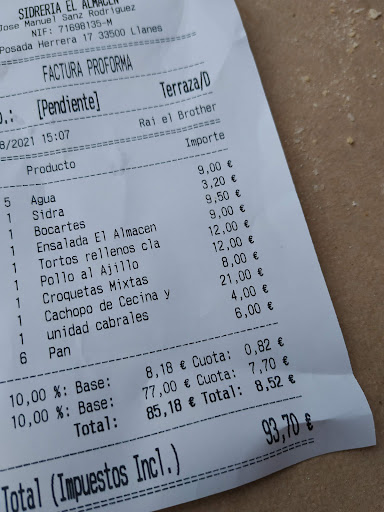 SIDRERIA EL ALMACEN
Jose Manuel Sanz Rodriguez
NIF: 71698135-M
Posada Herrera 17 33500 Llanes
FACTURA PROFORMA
.: [Pendiente] Terraza/D
8/2021 15:07 Rai el Brother
Producto Importe
5 Agua 9,00 €
1 Sidra 3,20 €
1 Bocartes 9,50 €
1 Ensalada El Almacen 9,00 €
1 Tortos rellenos cla 12,00 €
1 Pollo al Ajillo 12,00 €
1 Croquetas Mixtas 8,00 €
1 Cachopo de Cecina y 21,00 €
1 unidad cabrales 4,00 €
6 Pan 6,00 €
10,00 %: Base: 8,18 € Cuota: 0,82 €
10,00 %: Base: 77,00 € Cuota: 7,70 €
Total: 85,18 € Total: 8,52 €
Total (Impuestos Incl.) 93,70 €